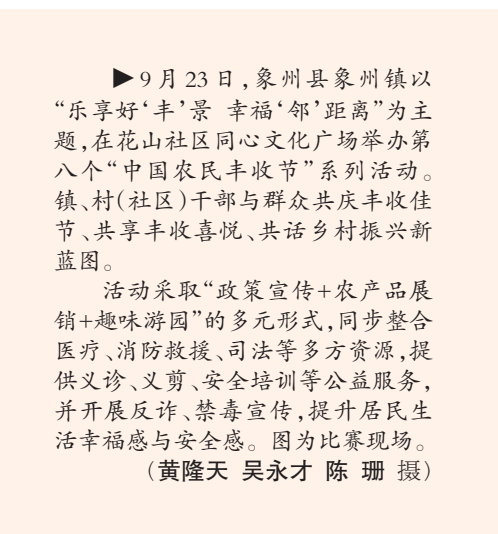 ▶9月23日,象州县象州镇以
“乐享好‘丰’景 幸福‘邻’距离”为主
题,在花山社区同心文化广场举办第
八个“中国农民丰收节”系列活动。
镇、村(社区)干部与群众共庆丰收佳
节、共享丰收喜悦、共话乡村振兴新
蓝图。
活动采取“政策宣传+农产品展
销+趣味游园”的多元形式,同步整合
医疗、消防救援、司法等多方资源,提
供义诊、义剪、安全培训等公益服务,
并开展反诈、禁毒宣传,提升居民生
活幸福感与安全感。图为比赛现场。
(黄隆天 吴永才 陈 珊 摄)